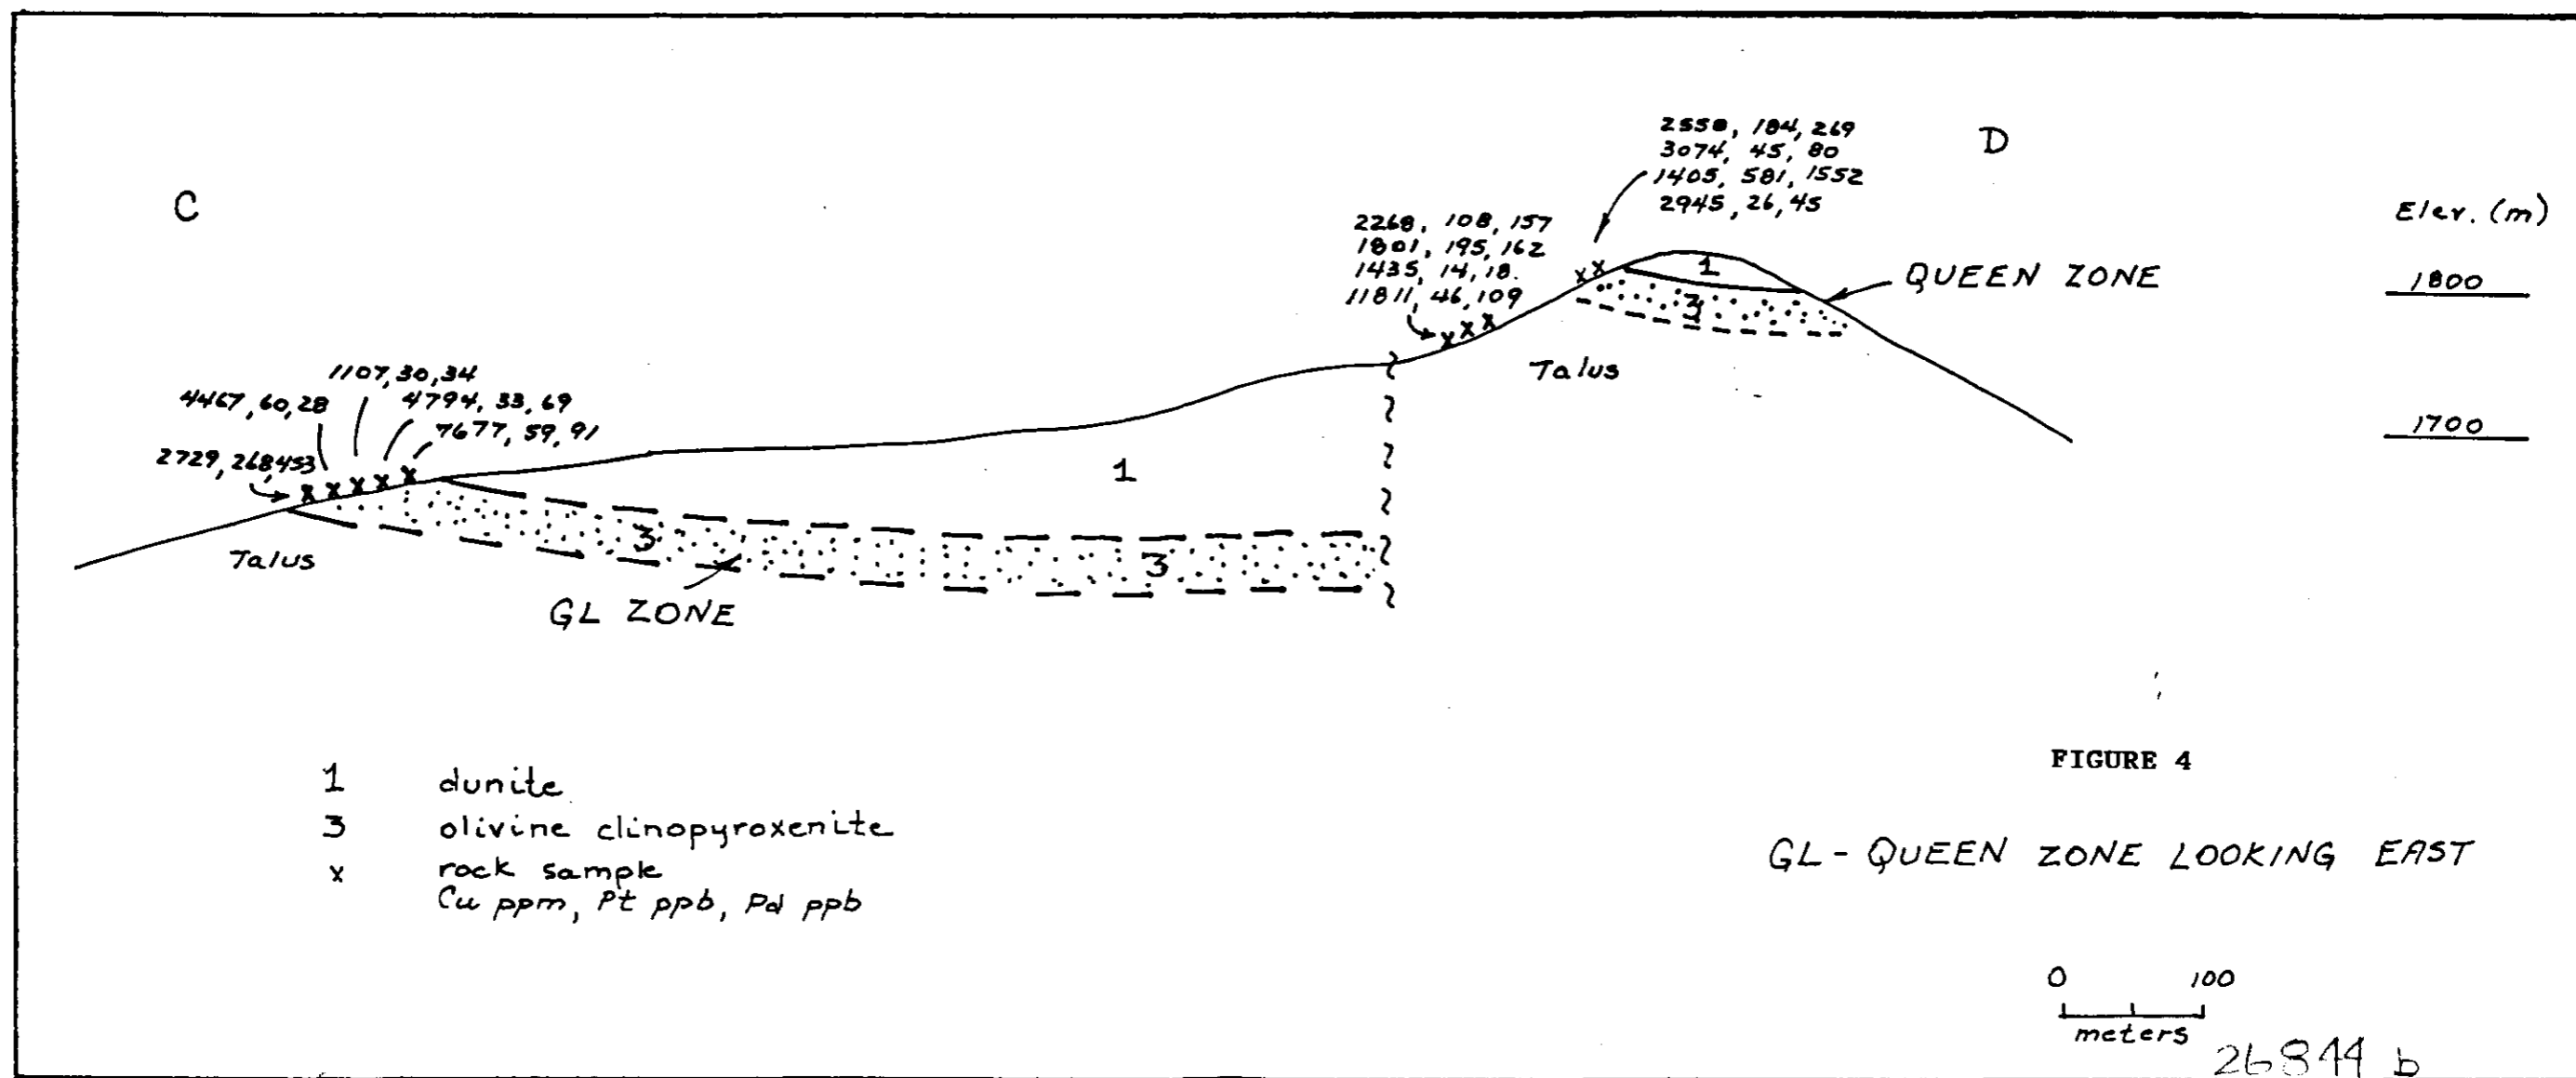 C
D
2550, 184, 269
3074, 45, 80
1405, 581, 1552
2945, 26, 45
2268, 108, 157
1801, 195, 162
1435, 14, 18.
11811, 46, 109
Elev. (m)
1800
1700
1
3
QUEEN ZONE
Talus
1107, 30, 34
4467, 60, 28
4794, 33, 69
7677, 59, 91
2729, 268, 453
1
3
3
Talus
GL ZONE
1 dunite
3 olivine clinopyroxenite
x rock sample
Cu ppm, Pt ppb, Pd ppb
FIGURE 4
GL - QUEEN ZONE LOOKING EAST
0 100
meters
26844 b